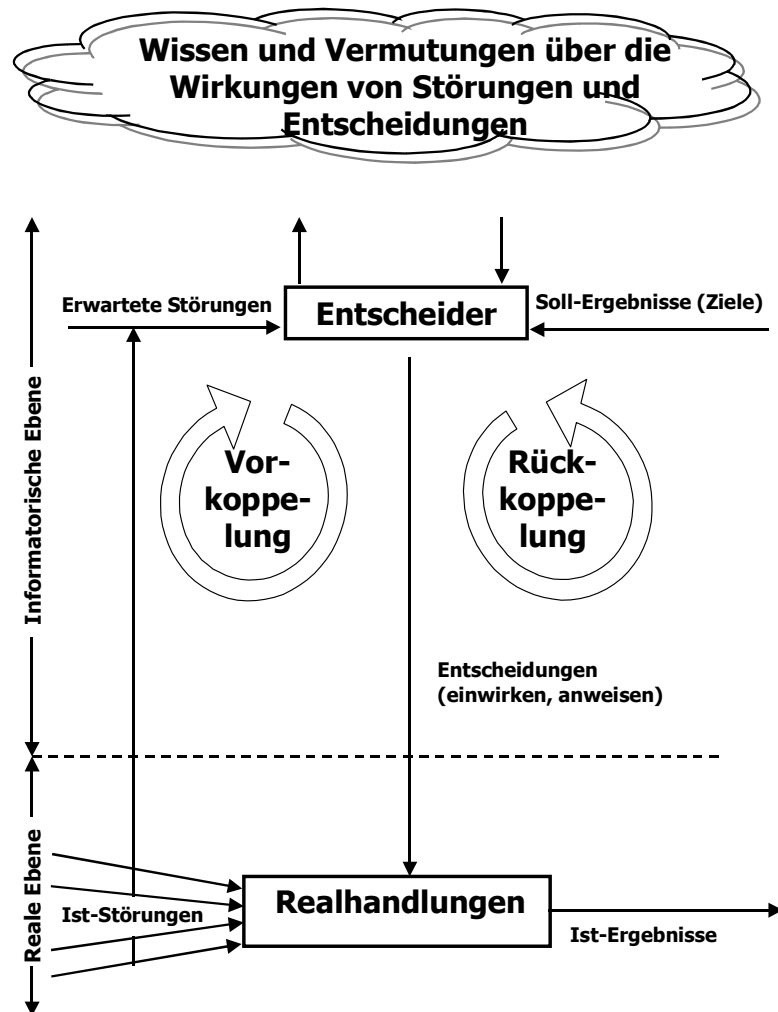 Wissen und Vermutungen über die
Wirkungen von Störungen und
Entscheidungen
Erwartete Störungen
Entscheider
Soll-Ergebnisse (Ziele)
Informatorische Ebene
Vor-
koppe-
lung
Rück-
koppe-
lung
Entscheidungen
(einwirken, anweisen)
Reale Ebene
Ist-Störungen
Realhandlungen
Ist-Ergebnisse